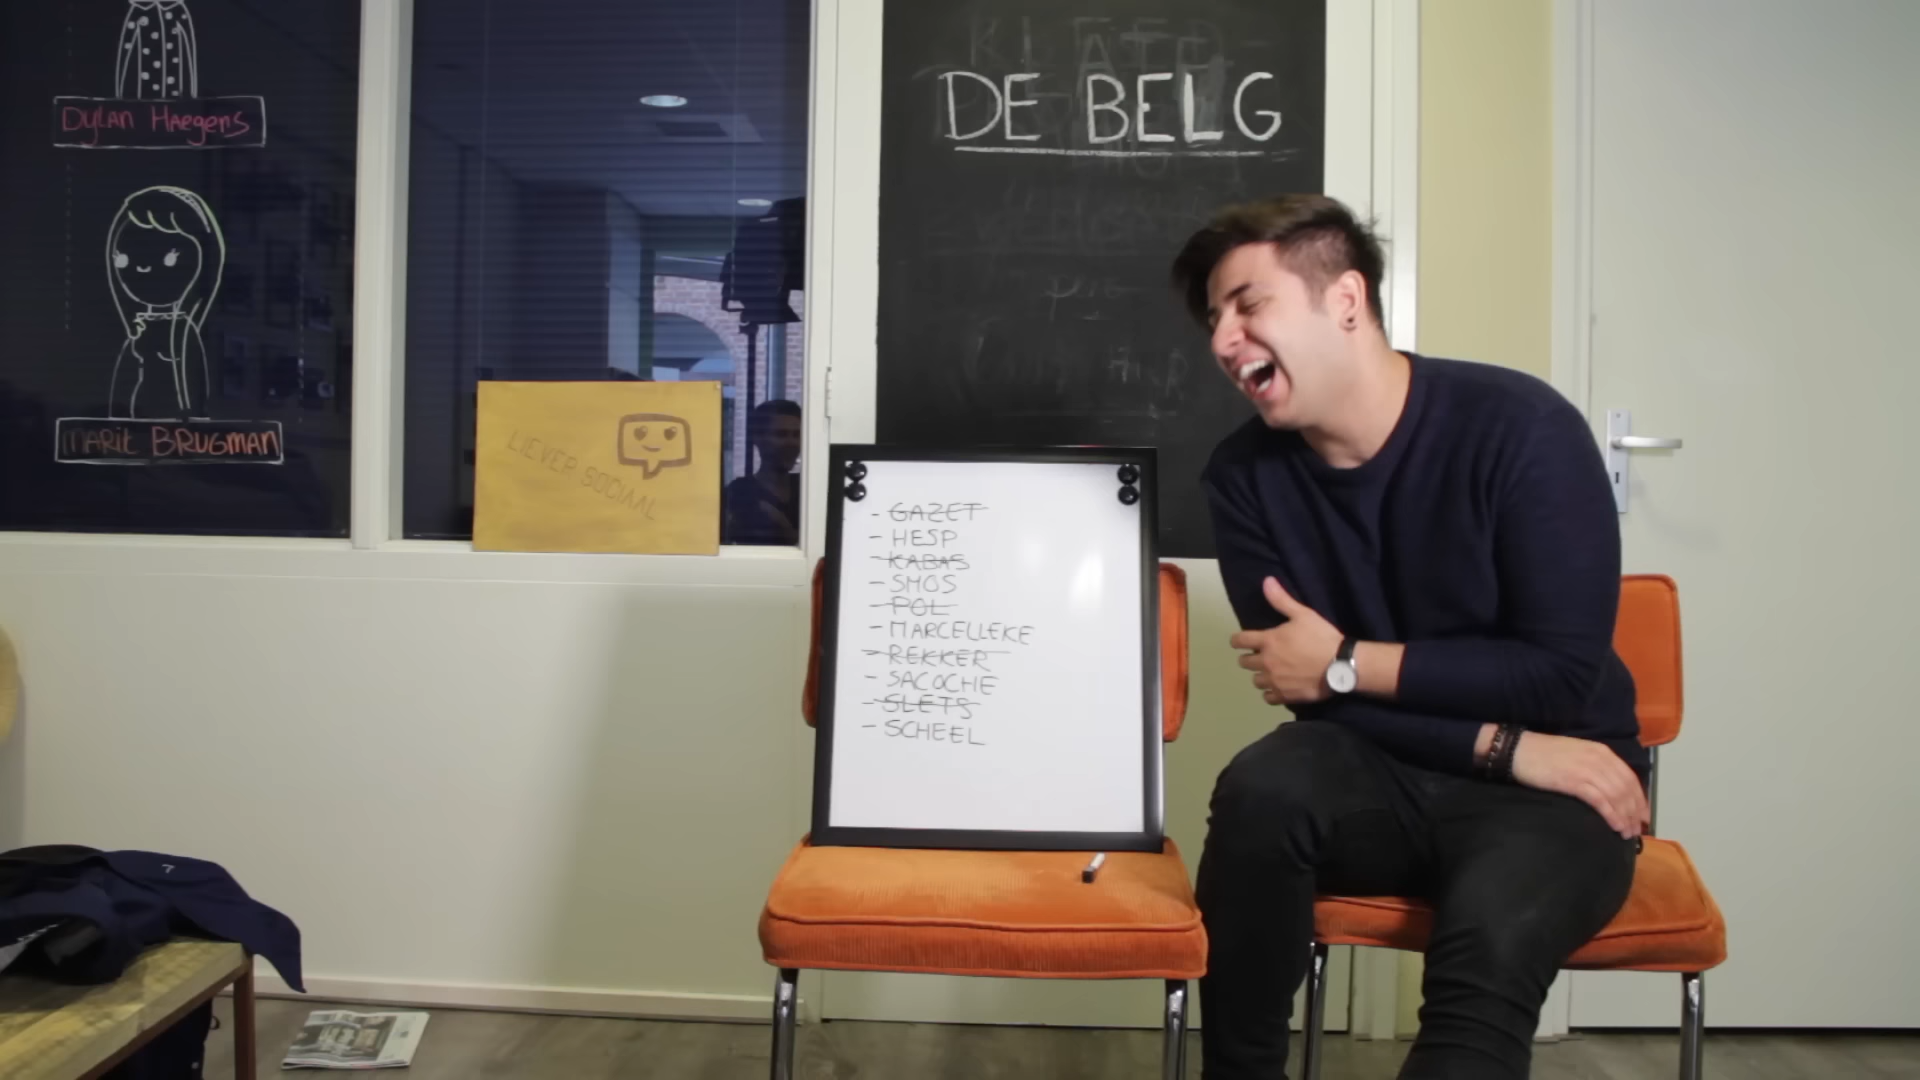 Dylan Haegens
Marit Brugman
LIEVER SOCIAAL
DE BELG
- GAZET
- HESP
- KABAS
- SMOS
- POL
- MARCELLEKE
- REKKER
- SACOCHE
- SLETS
- SCHEEL